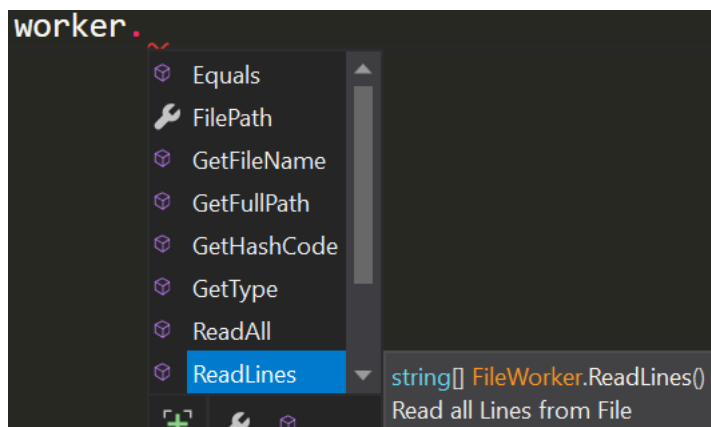 worker.
Equals
FilePath
GetFileName
GetFullPath
GetHashCode
GetType
ReadAll
ReadLines
string[] FileWorker.ReadLines()
Read all Lines from File